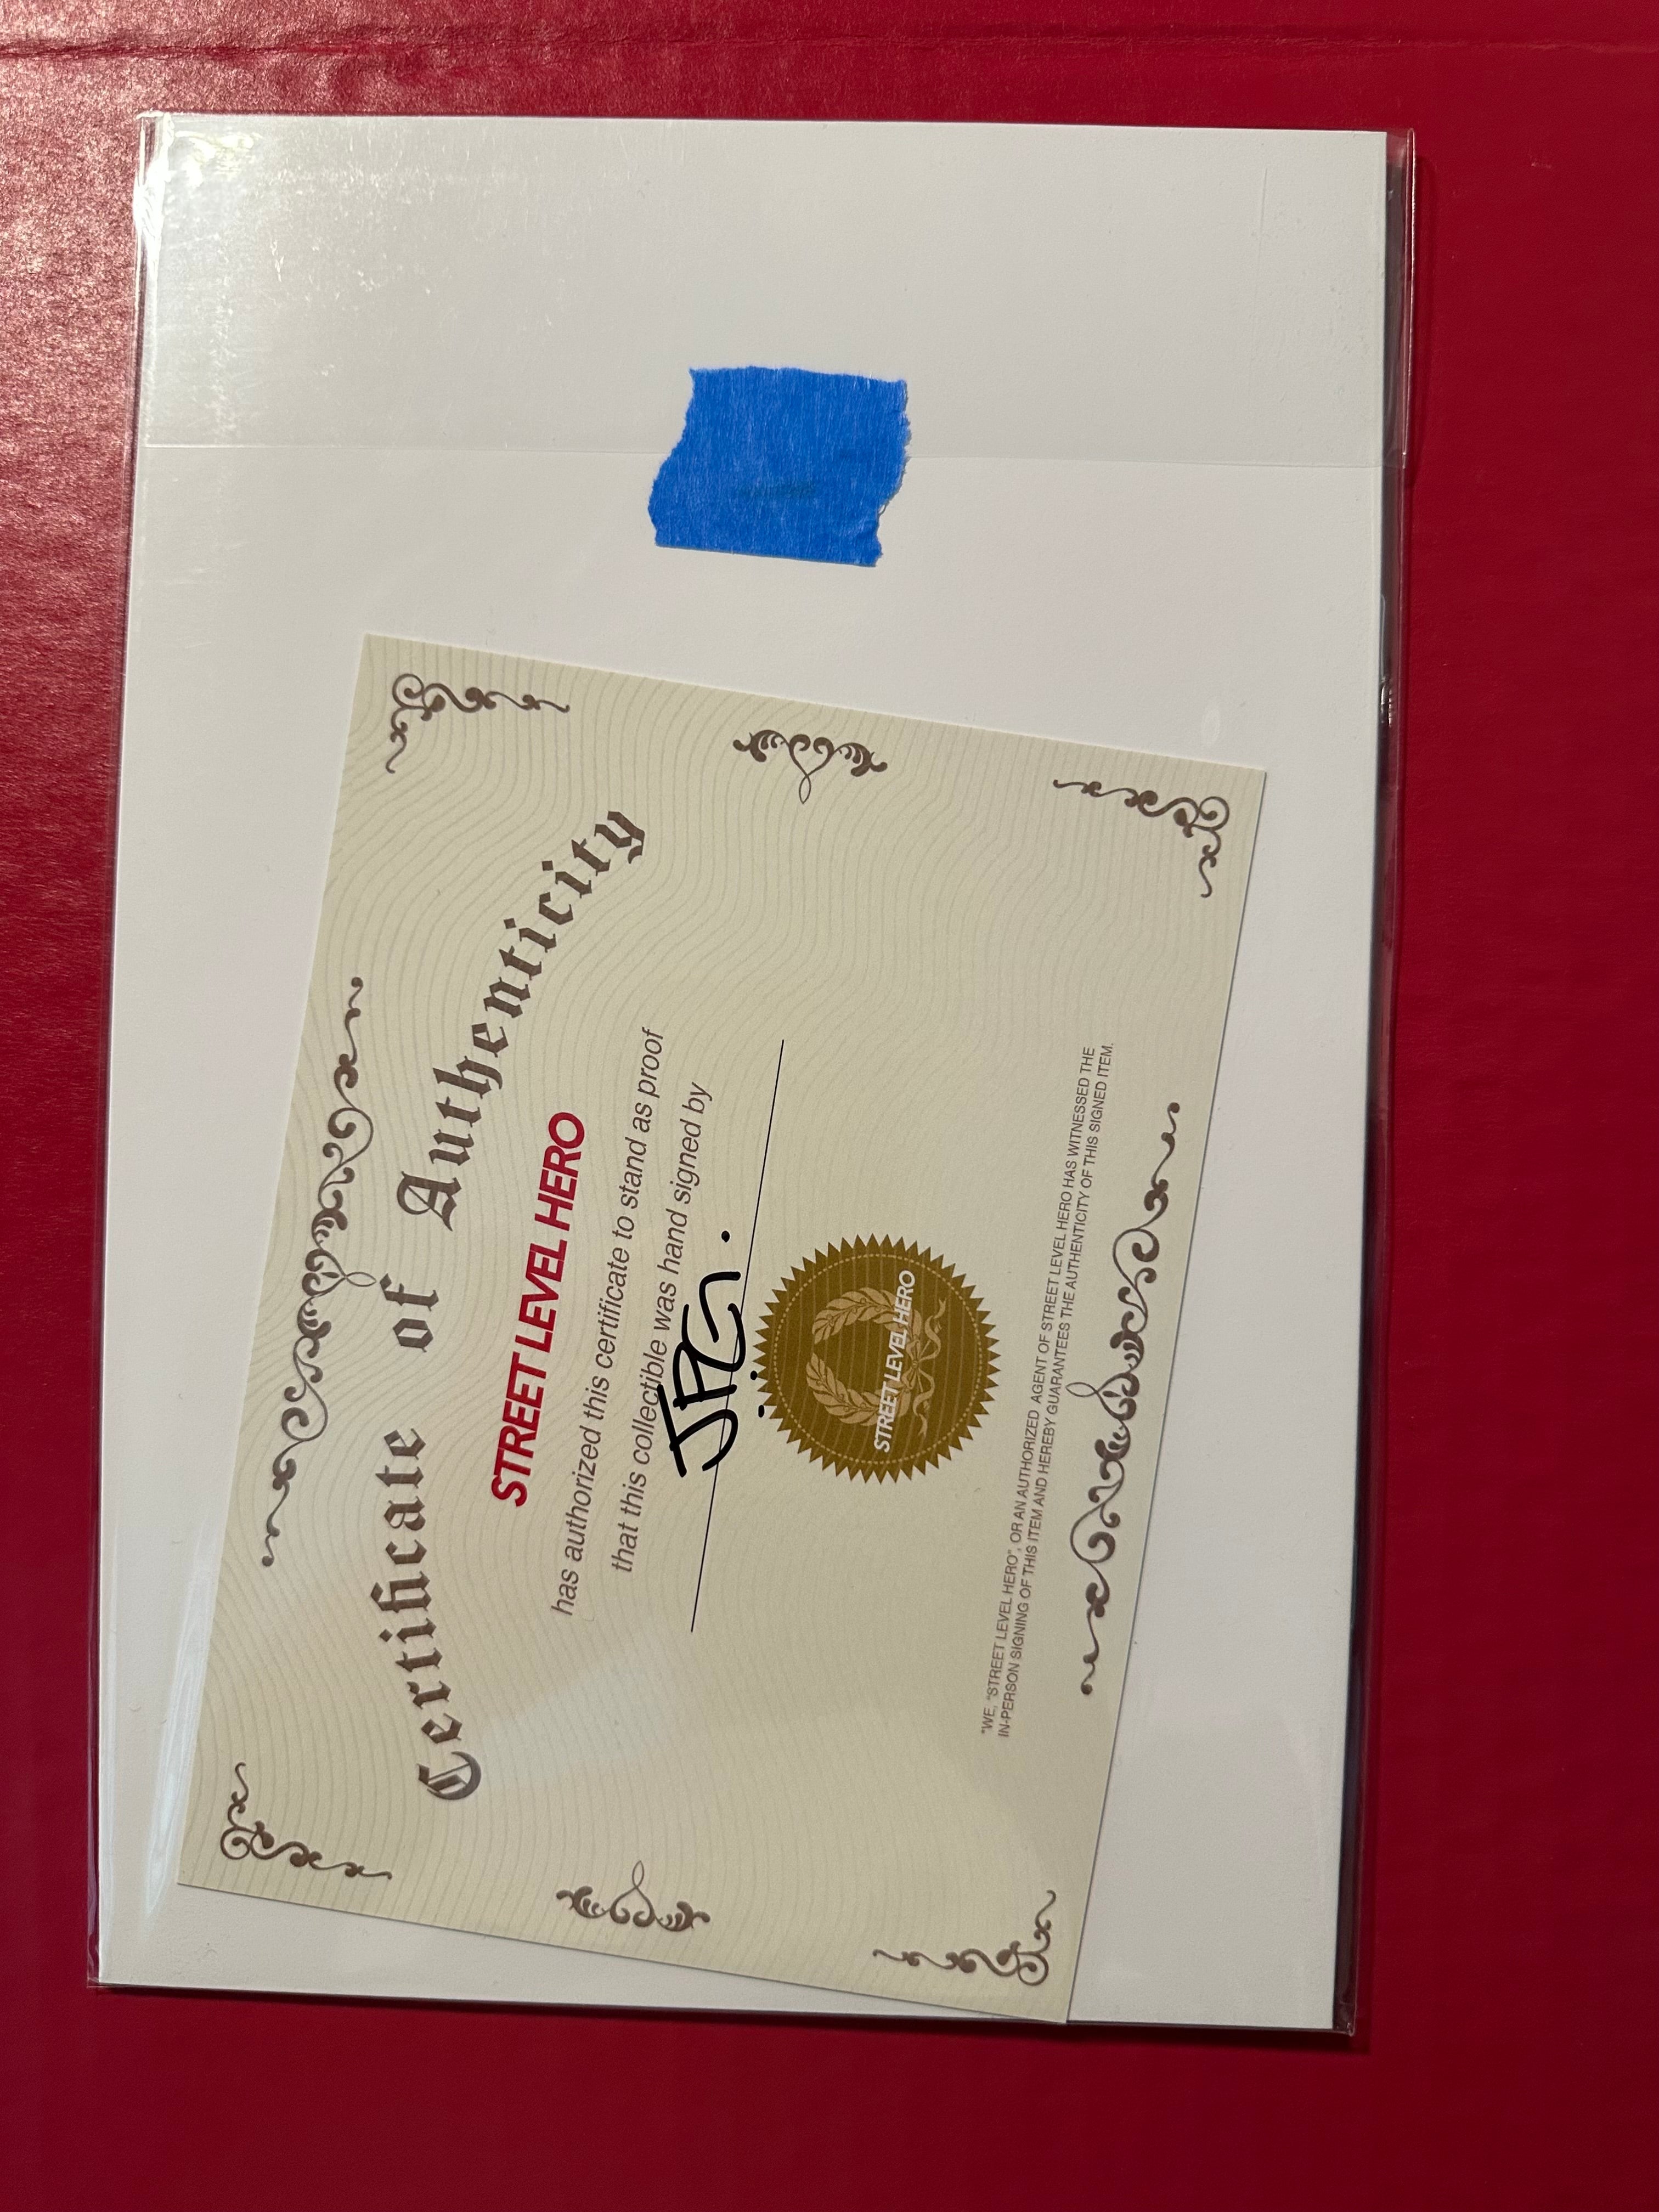 Certificate of Authenticity
STREET LEVEL HERO
has authorized this certificate to stand as proof
that this collectible was hand signed by
JPG.
STREET LEVEL HERO
"WE, "STREET LEVEL HERO", OR AN AUTHORIZED AGENT OF STREET LEVEL HERO HAS WITNESSED THE
IN-PERSON SIGNING OF THIS ITEM AND HEREBY GUARANTEES THE AUTHENTICITY OF THIS SIGNED ITEM.